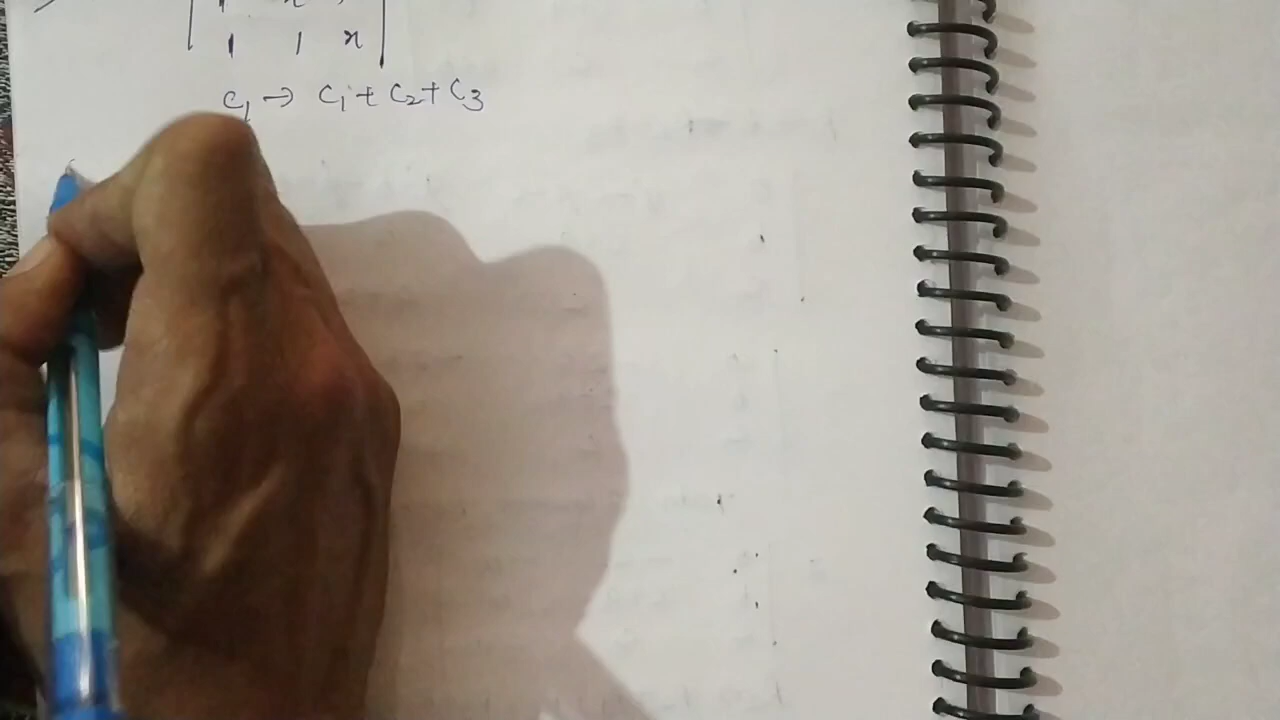 1 1 x
C₁ → C₁ + C₂ + C₃